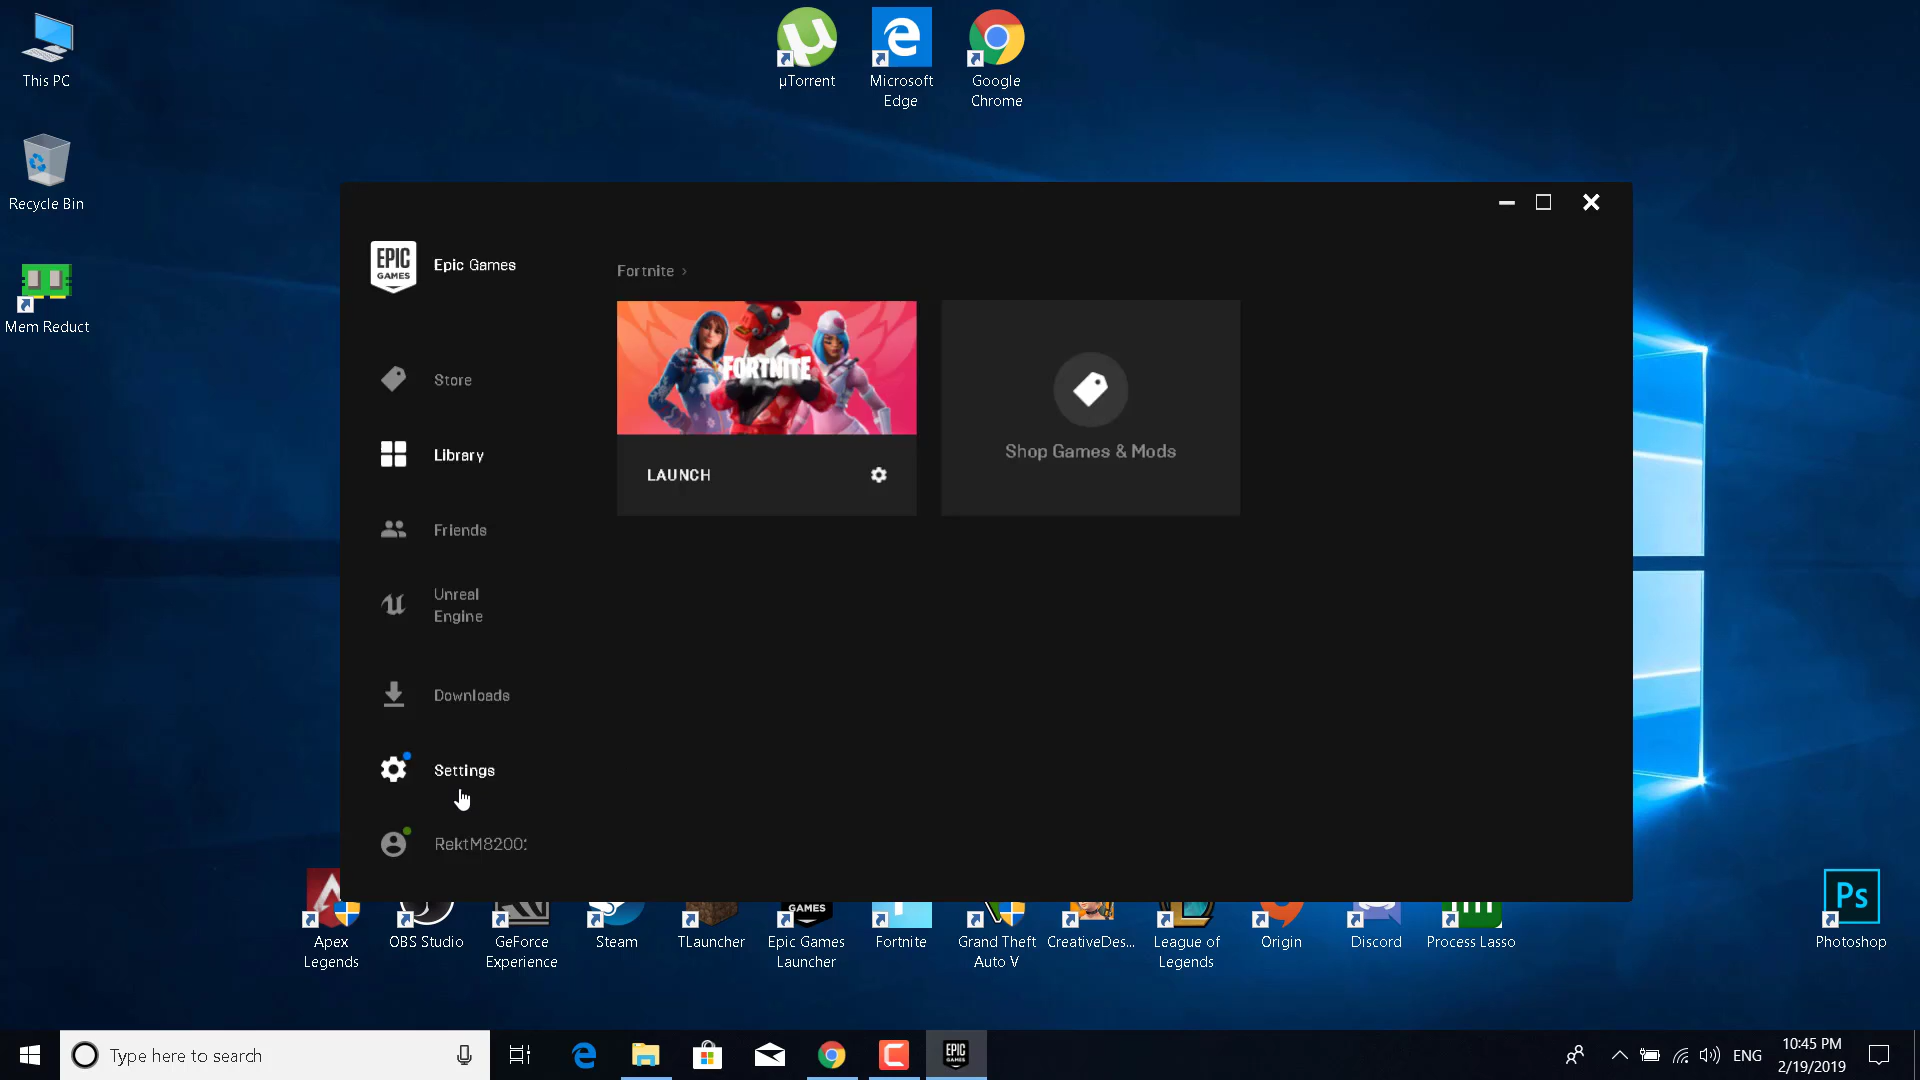 This PC
Recycle Bin
Mem Reduct
µTorrent
Microsoft
Edge
Google
Chrome
EPIC
GAMES
Epic Games
Store
Library
Friends
Unreal
Engine
Downloads
Settings
Fortnite ›
FORTNITE
LAUNCH
Shop Games & Mods
Apex
Legends
OBS Studio
GeForce
Experience
Steam
TLauncher
GAMES
Epic Games
Launcher
Fortnite
Grand Theft
Auto V
CreativeDes...
League of
Legends
Origin
Discord
Process Lasso
Ps
Photoshop
Type here to search
EPIC
GAMES
ENG
10:45 PM
2/19/2019